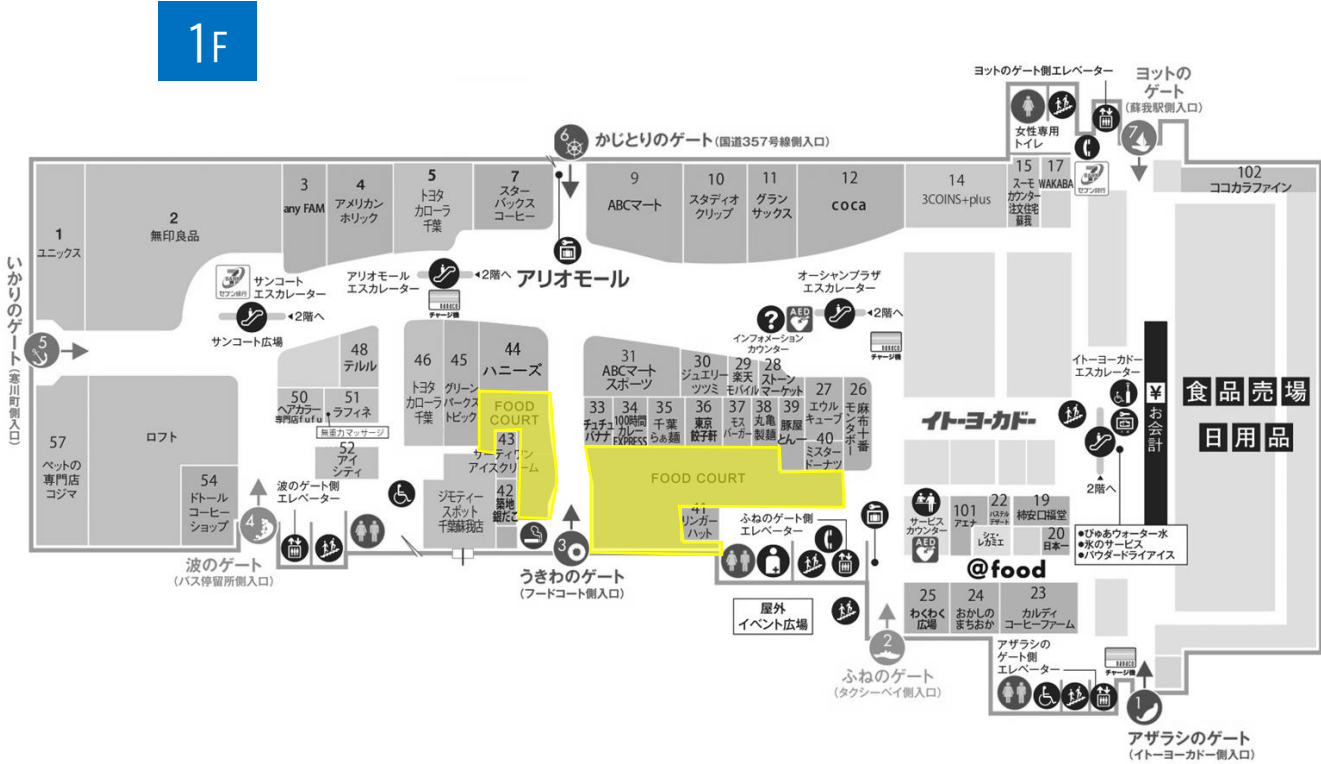 1F
ヨットのゲート側エレベーター
ヨットの
ゲート
(蘇我駅側入口)
7
女性専用
トイレ
6
かじとりのゲート(国道357号線側入口)
1
ユニックス
2
無印良品
3
any FAM
4
アメリカン
ホリック
5
トヨタ
カローラ
千葉
7
スター
バックス
コーヒー
9
ABCマート
10
スタディオ
クリップ
11
グラン
サックス
12
coca
14
3COINS+plus
15
スーモ
カウンター
注文住宅
蘇我
17
WAKABA
セブン銀行
102
ココカラファイン
いかりのゲート(寒川町側入口)
5
セブン銀行
サンコート
エスカレーター
◀2階へ
サンコート広場
アリオモール
エスカレーター
◀2階へ
nanaco
チャージ機
アリオモール
オーシャンプラザ
エスカレーター
◀2階へ
?
AED
インフォメーション
カウンター
nanaco
チャージ機
48
テルル
50
ヘアカラー
専門店fufu
51
ラフィネ
無重力マッサージ
52
アイ
シティ
46
トヨタ
カローラ
千葉
45
グリーン
パークス
トピック
44
ハニーズ
FOOD
COURT
43
サーティワン
アイスクリーム
42
築地
銀だこ
ジモティー
スポット
千葉蘇我店
31
ABCマート
スポーツ
30
ジュエリー
ツツミ
29
楽天
モバイル
28
ストーン
マーケット
27
エウル
キューブ
26
麻布十番
モンタボー
33
チュチュ
バナナ
34
100時間
カレー
EXPRESS
35
千葉
らぁ麺
36
東京
餃子軒
37
モス
バーガー
38
丸亀
製麺
39
豚屋
とん一
40
ミスター
ドーナツ
FOOD COURT
41
リンガー
ハット
57
ペットの
専門店
コジマ
ロフト
54
ドトール
コーヒー
ショップ
波のゲート側
エレベーター
4
波のゲート
(バス停留所側入口)
3
うきわのゲート
(フードコート側入口)
ふねのゲート側
エレベーター
屋外
イベント広場
2
ふねのゲート
(タクシーベイ側入口)
イトーヨーカドー
イトーヨーカドー
エスカレーター
2階へ
¥
お会計
食品売場
日用品
サービス
カウンター
AED
101
アエナ
22
パステル
デザート
19
柿安口福堂
シェ・
レカミエ
20
日本一
●ぴゅあウォーター水
●氷のサービス
●パウダードライアイス
@food
25
わくわく
広場
24
おかしの
まちおか
23
カルディ
コーヒーファーム
アザラシの
ゲート側
エレベーター
nanaco
チャージ機
1
アザラシのゲート
(イトーヨーカドー側入口)